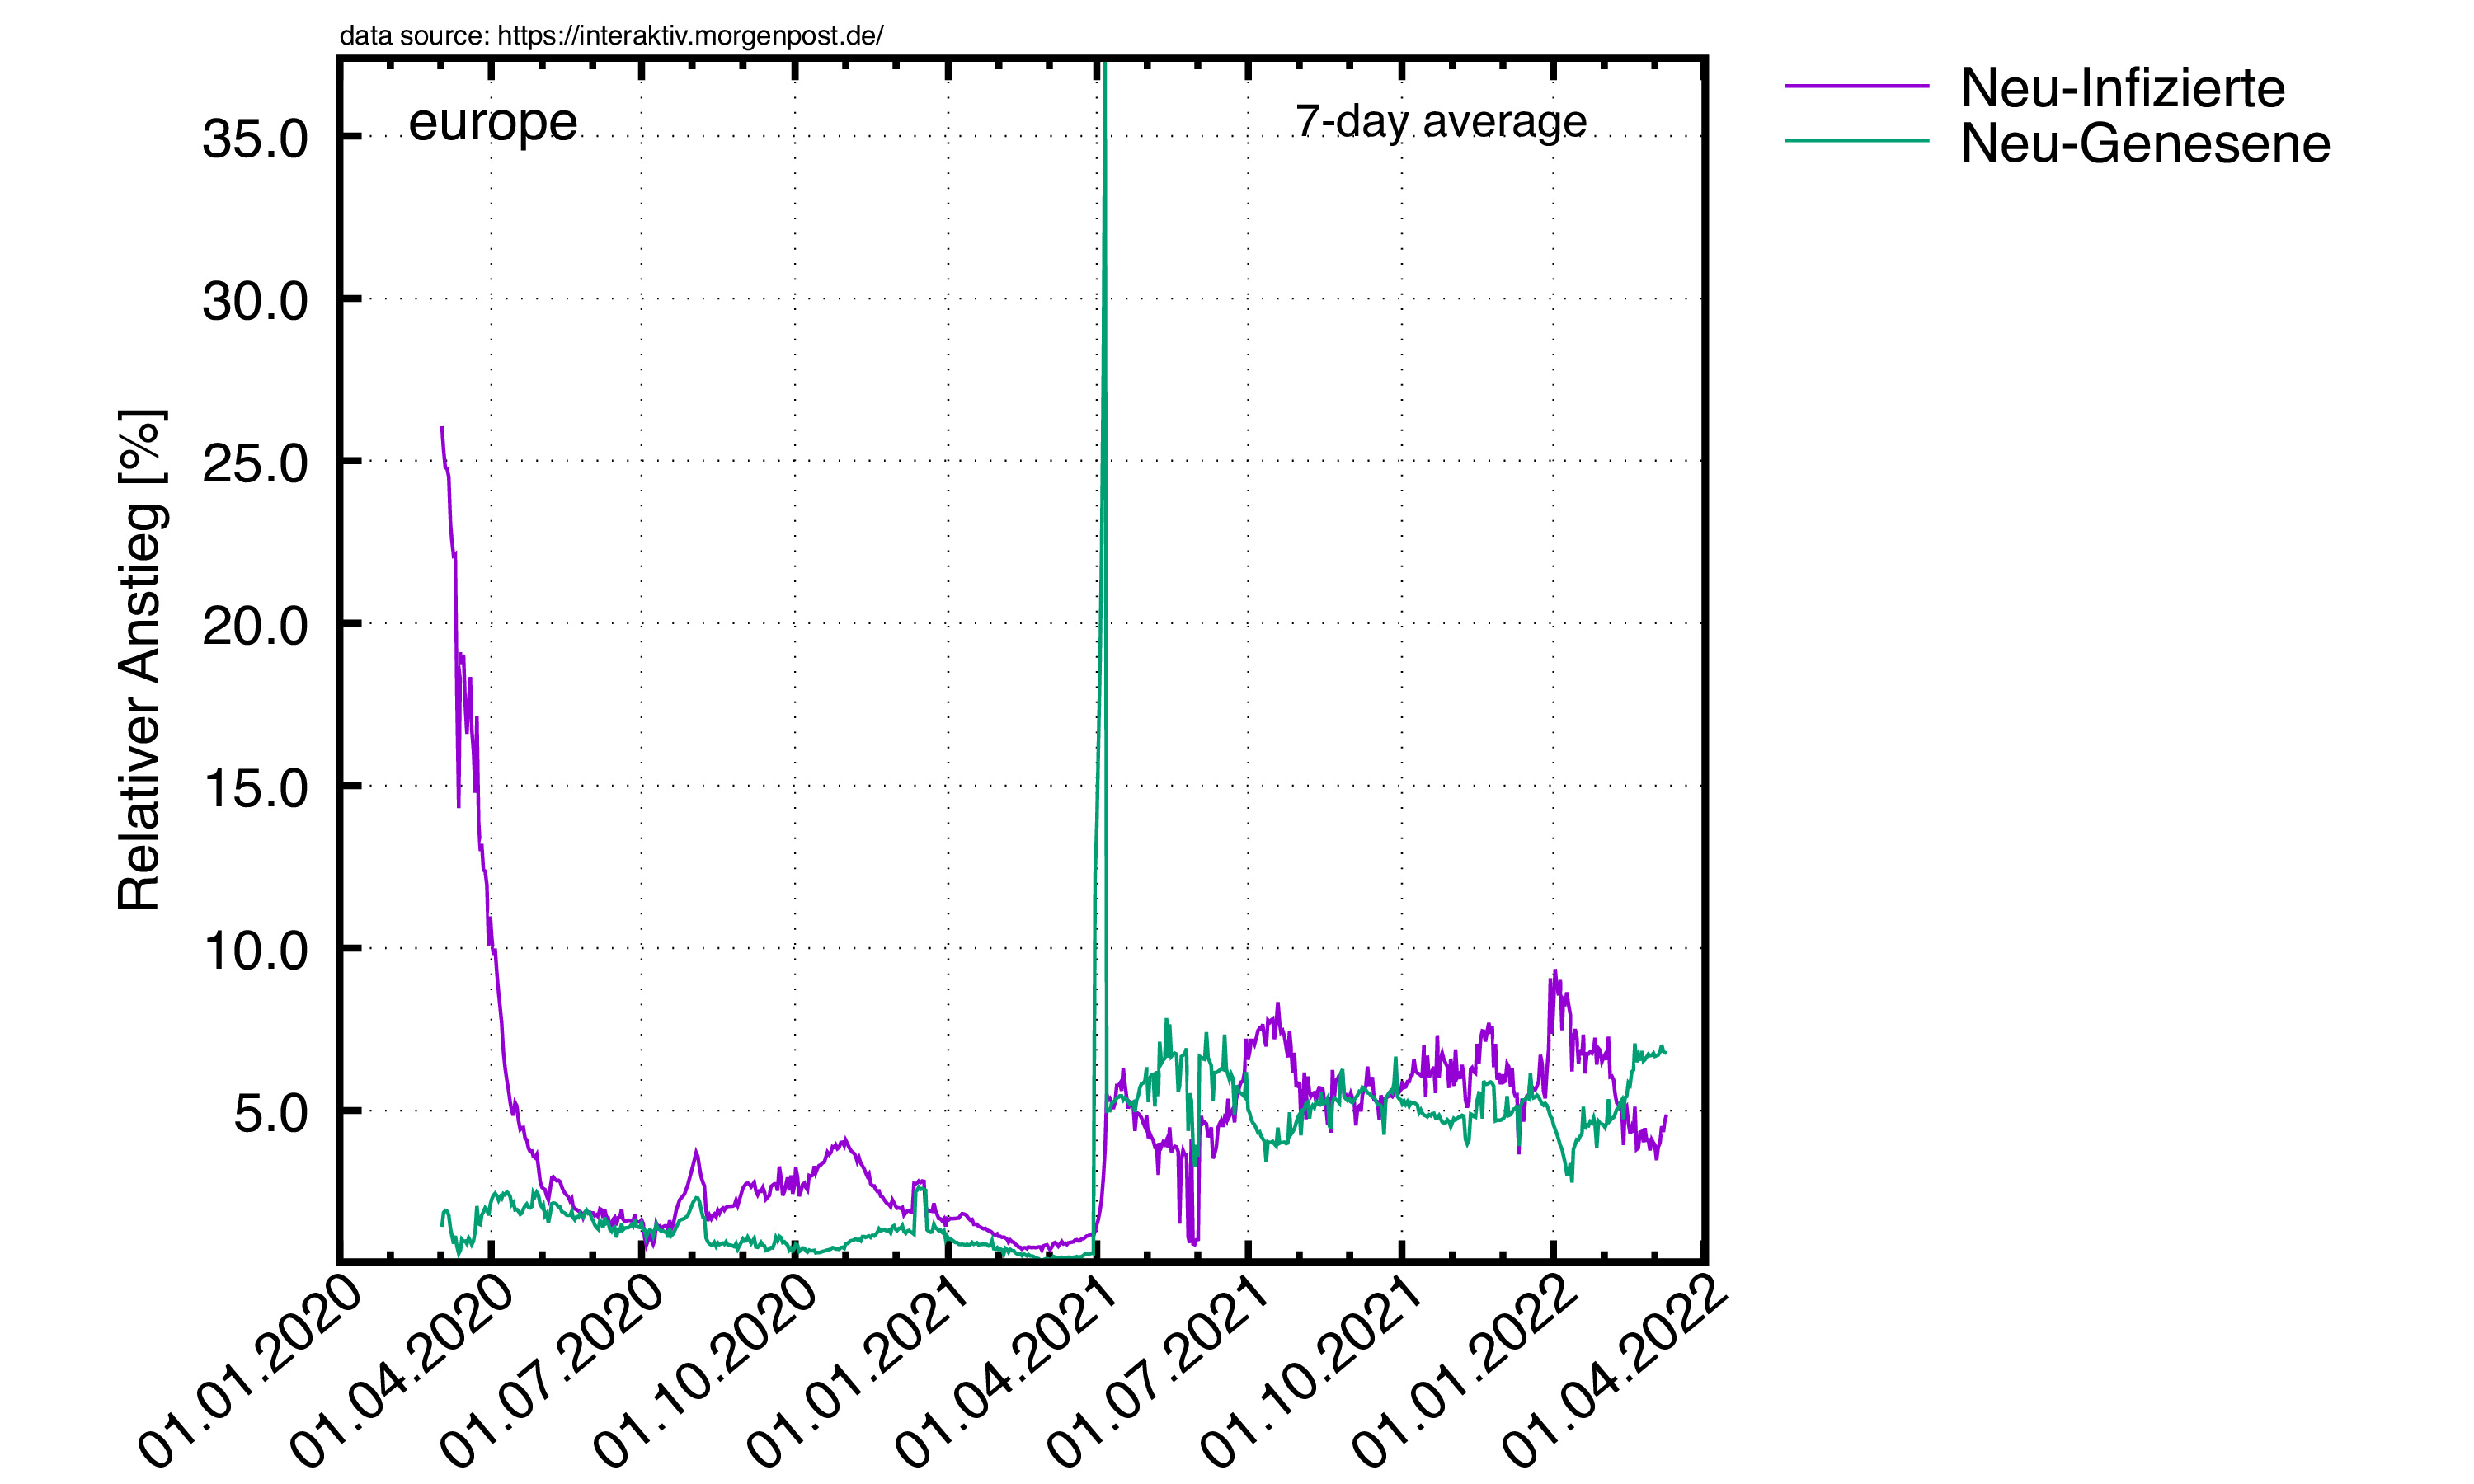 data source: https://interaktiv.morgenpost.de/
europe
7-day average
Neu-Infizierte
Neu-Genesene
Relativer Anstieg [%]
35.0
30.0
25.0
20.0
15.0
10.0
5.0
01.01.2020
01.04.2020
01.07.2020
01.10.2020
01.01.2021
01.04.2021
01.07.2021
01.10.2021
01.01.2022
01.04.2022